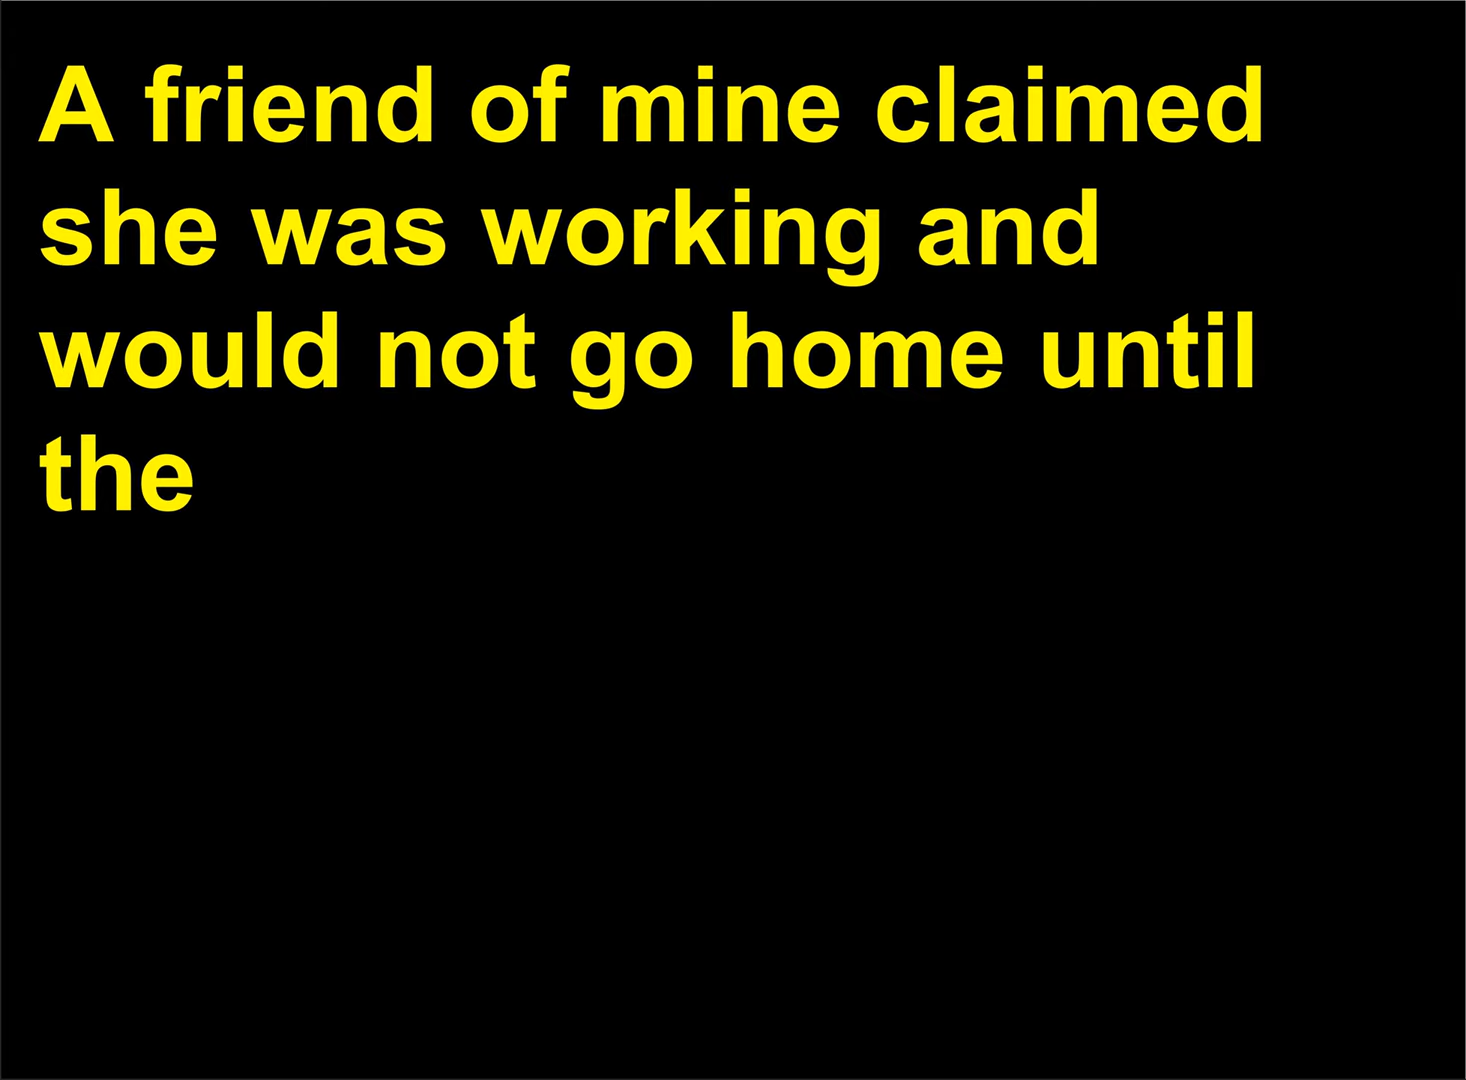 A friend of mine claimed
she was working and
would not go home until
the